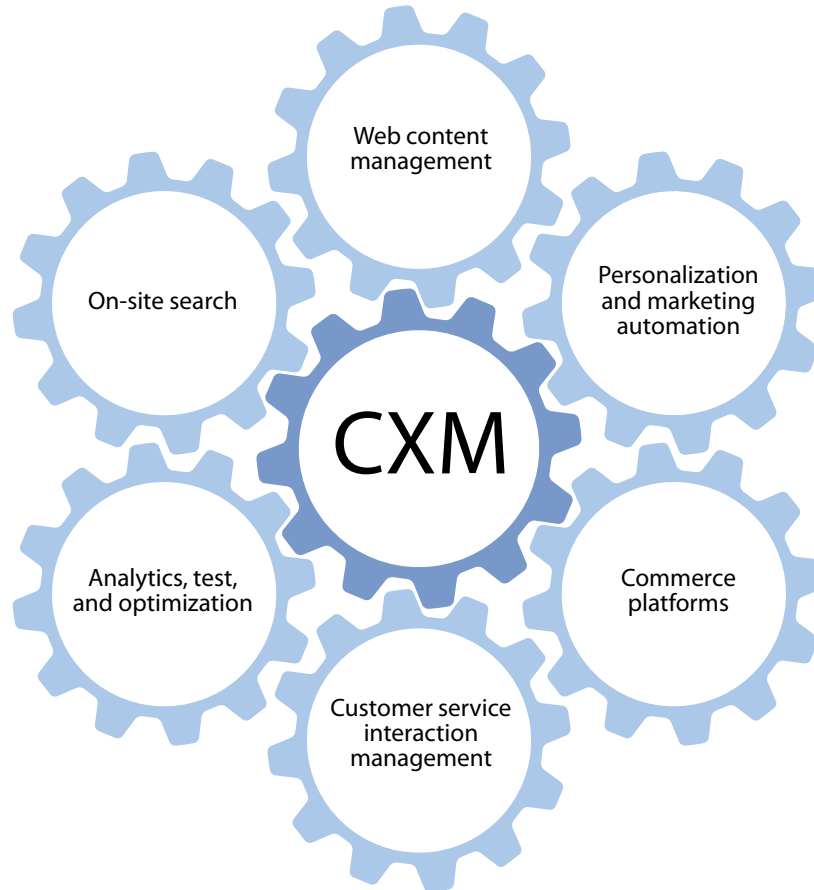 Web content
management
On-site search
Personalization
and marketing
automation
CXM
Analytics, test,
and optimization
Commerce
platforms
Customer service
interaction
management